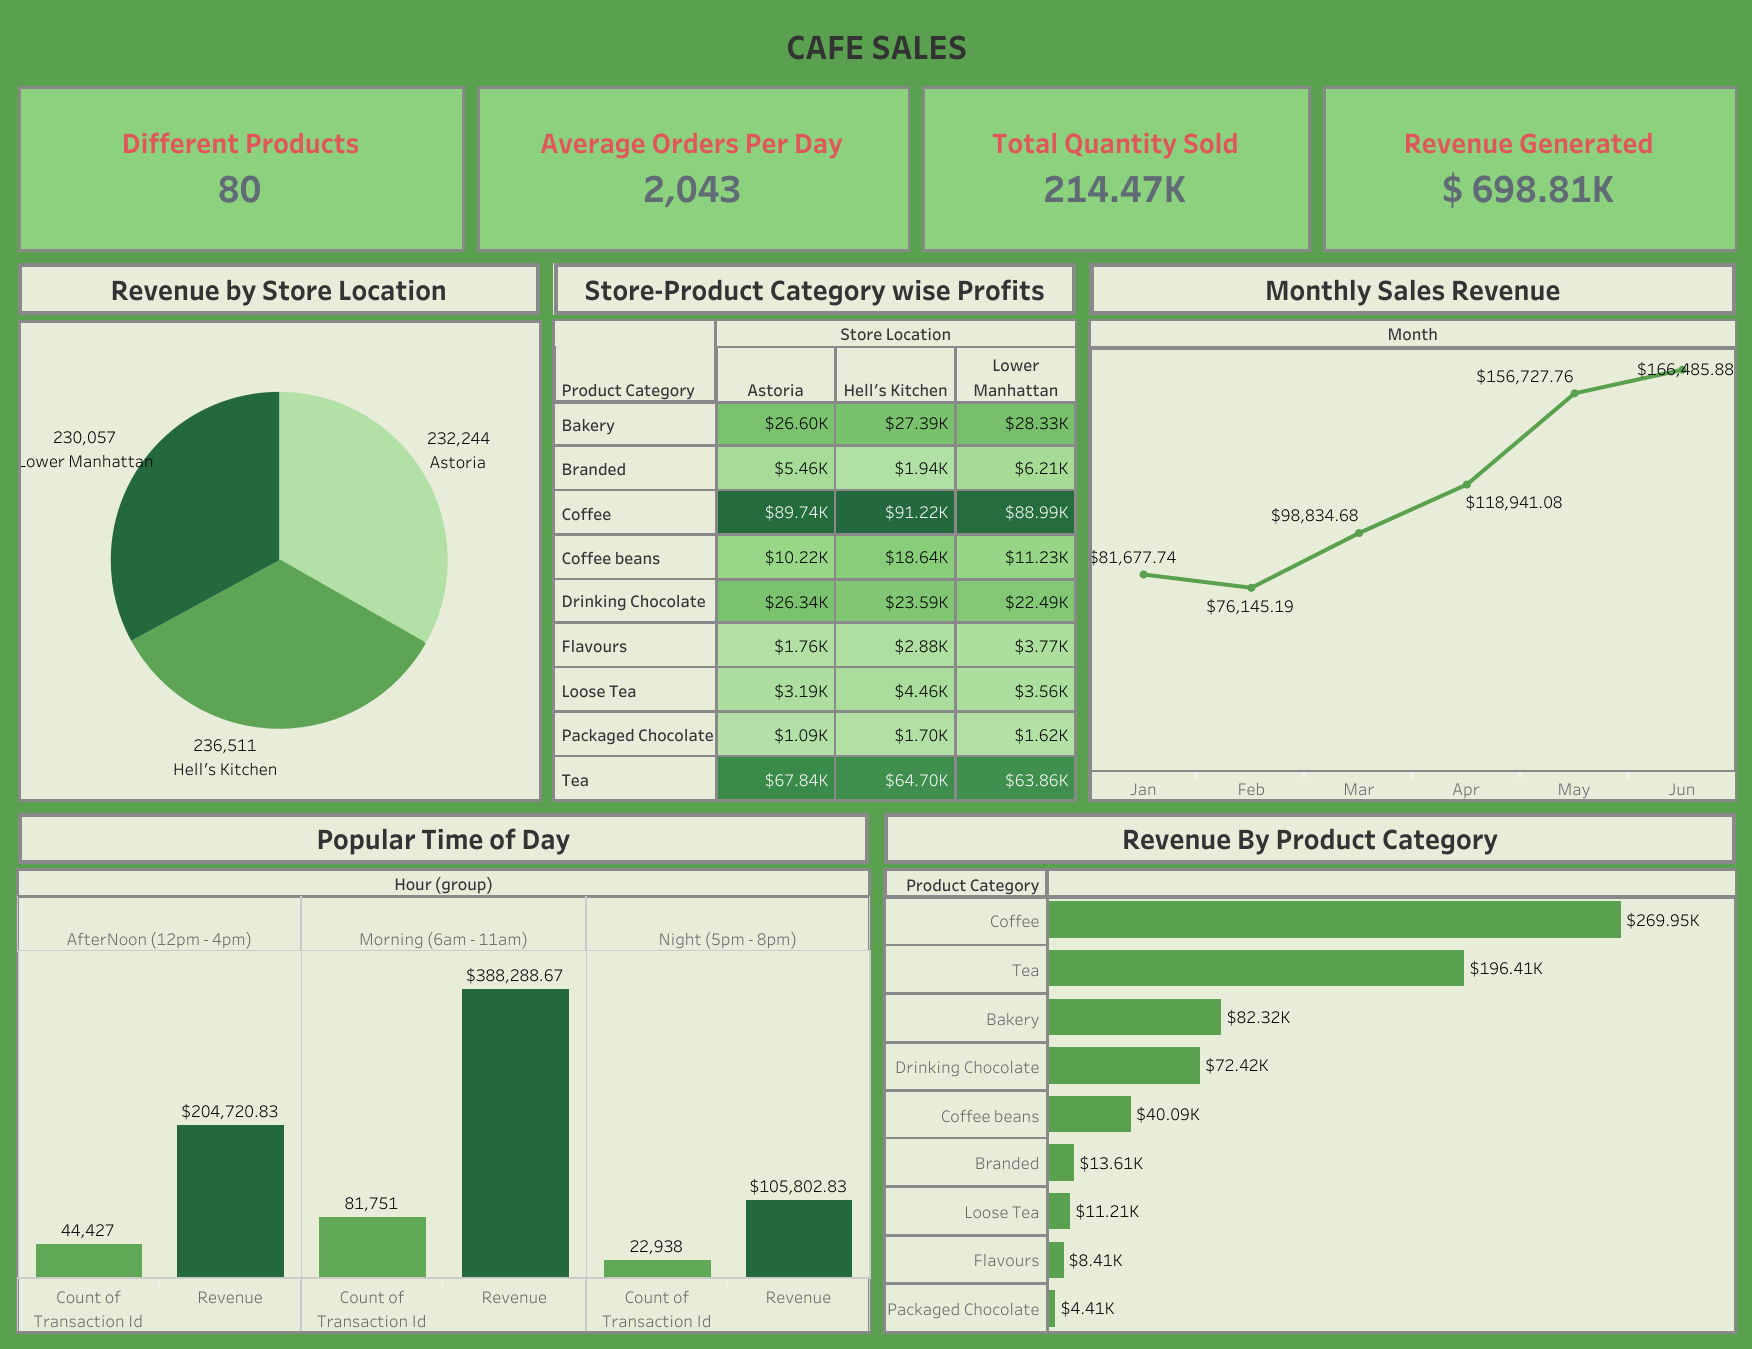 CAFE SALES
Different Products
80
Average Orders Per Day
2,043
Total Quantity Sold
214.47K
Revenue Generated
$ 698.81K
Revenue by Store Location
230,057
Lower Manhattan
232,244
Astoria
236,511
Hell's Kitchen
Store-Product Category wise Profits
Store Location
Product Category Astoria Hell's Kitchen Lower Manhattan
Bakery $26.60K $27.39K $28.33K
Branded $5.46K $1.94K $6.21K
Coffee $89.74K $91.22K $88.99K
Coffee beans $10.22K $18.64K $11.23K
Drinking Chocolate $26.34K $23.59K $22.49K
Flavours $1.76K $2.88K $3.77K
Loose Tea $3.19K $4.46K $3.56K
Packaged Chocolate $1.09K $1.70K $1.62K
Tea $67.84K $64.70K $63.86K
Monthly Sales Revenue
Month
$81,677.74
$76,145.19
$98,834.68
$118,941.08
$156,727.76
$166,485.88
Jan Feb Mar Apr May Jun
Popular Time of Day
Hour (group)
AfterNoon (12pm - 4pm) Morning (6am - 11am) Night (5pm - 8pm)
44,427
$204,720.83
81,751
$388,288.67
22,938
$105,802.83
Count of
Transaction Id
Revenue
Count of
Transaction Id
Revenue
Count of
Transaction Id
Revenue
Revenue By Product Category
Product Category
Coffee $269.95K
Tea $196.41K
Bakery $82.32K
Drinking Chocolate $72.42K
Coffee beans $40.09K
Branded $13.61K
Loose Tea $11.21K
Flavours $8.41K
Packaged Chocolate $4.41K